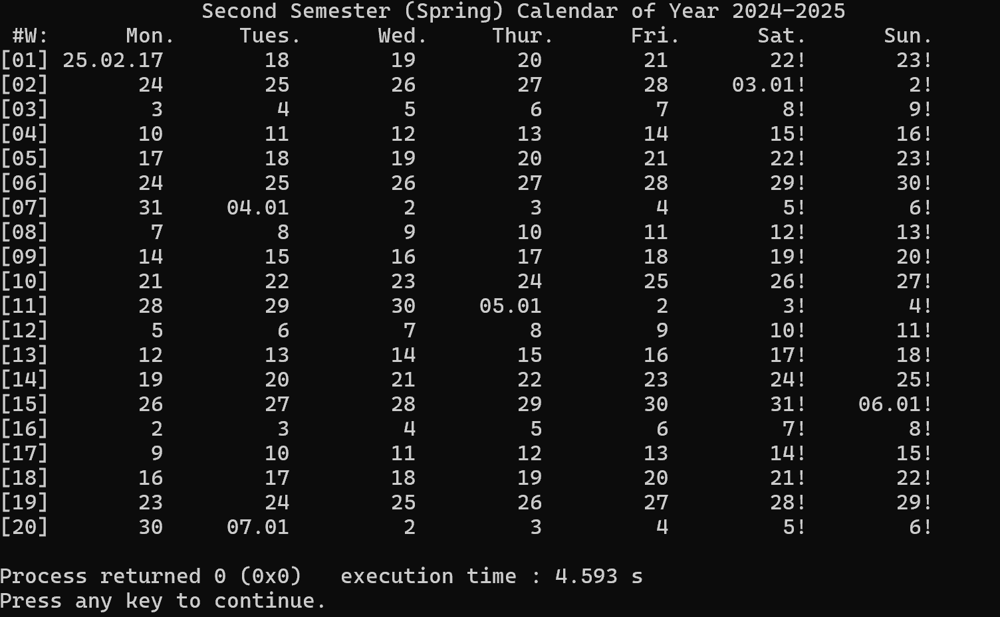 Second Semester (Spring) Calendar of Year 2024-2025
#W: Mon. Tues. Wed. Thur. Fri. Sat. Sun.
[01] 25.02.17 18 19 20 21 22! 23!
[02] 24 25 26 27 28 03.01! 2!
[03] 3 4 5 6 7 8! 9!
[04] 10 11 12 13 14 15! 16!
[05] 17 18 19 20 21 22! 23!
[06] 24 25 26 27 28 29! 30!
[07] 31 04.01 2 3 4 5! 6!
[08] 7 8 9 10 11 12! 13!
[09] 14 15 16 17 18 19! 20!
[10] 21 22 23 24 25 26! 27!
[11] 28 29 30 05.01 2 3! 4!
[12] 5 6 7 8 9 10! 11!
[13] 12 13 14 15 16 17! 18!
[14] 19 20 21 22 23 24! 25!
[15] 26 27 28 29 30 31! 06.01!
[16] 2 3 4 5 6 7! 8!
[17] 9 10 11 12 13 14! 15!
[18] 16 17 18 19 20 21! 22!
[19] 23 24 25 26 27 28! 29!
[20] 30 07.01 2 3 4 5! 6!
Process returned 0 (0x0) execution time : 4.593 s
Press any key to continue.